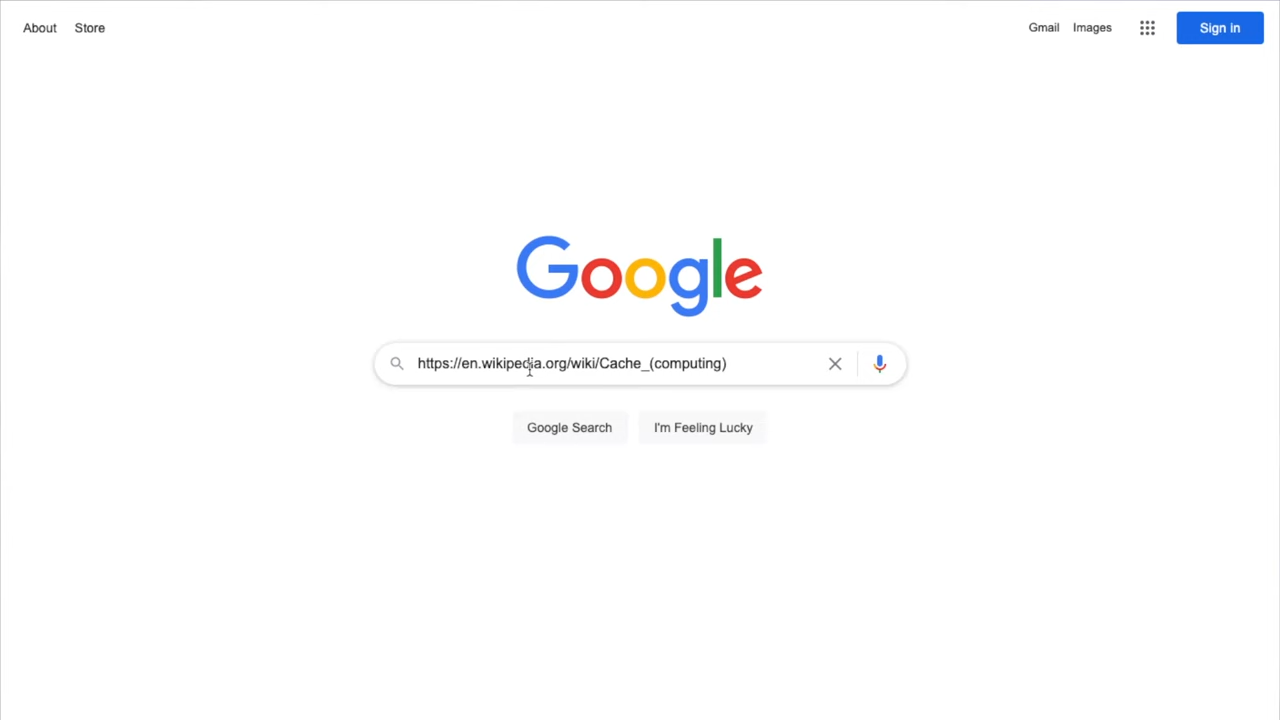 About Store Gmail Images Sign in
Google
https://en.wikipedia.org/wiki/Cache_(computing)
Google Search I'm Feeling Lucky